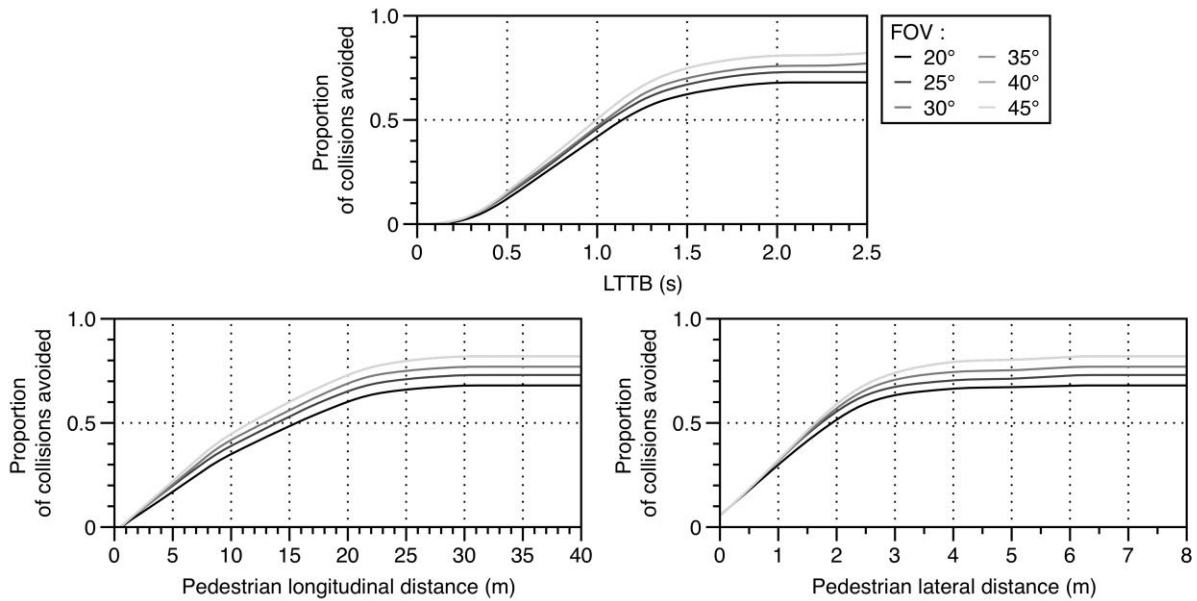 1.0
0.5
0
Proportion
of collisions avoided
0 0.5 1.0 1.5 2.0 2.5
LTTB (s)
FOV :
20° 35°
25° 40°
30° 45°
1.0
0.5
0
Proportion
of collisions avoided
0 5 10 15 20 25 30 35 40
Pedestrian longitudinal distance (m)
1.0
0.5
0
Proportion
of collisions avoided
0 1 2 3 4 5 6 7 8
Pedestrian lateral distance (m)